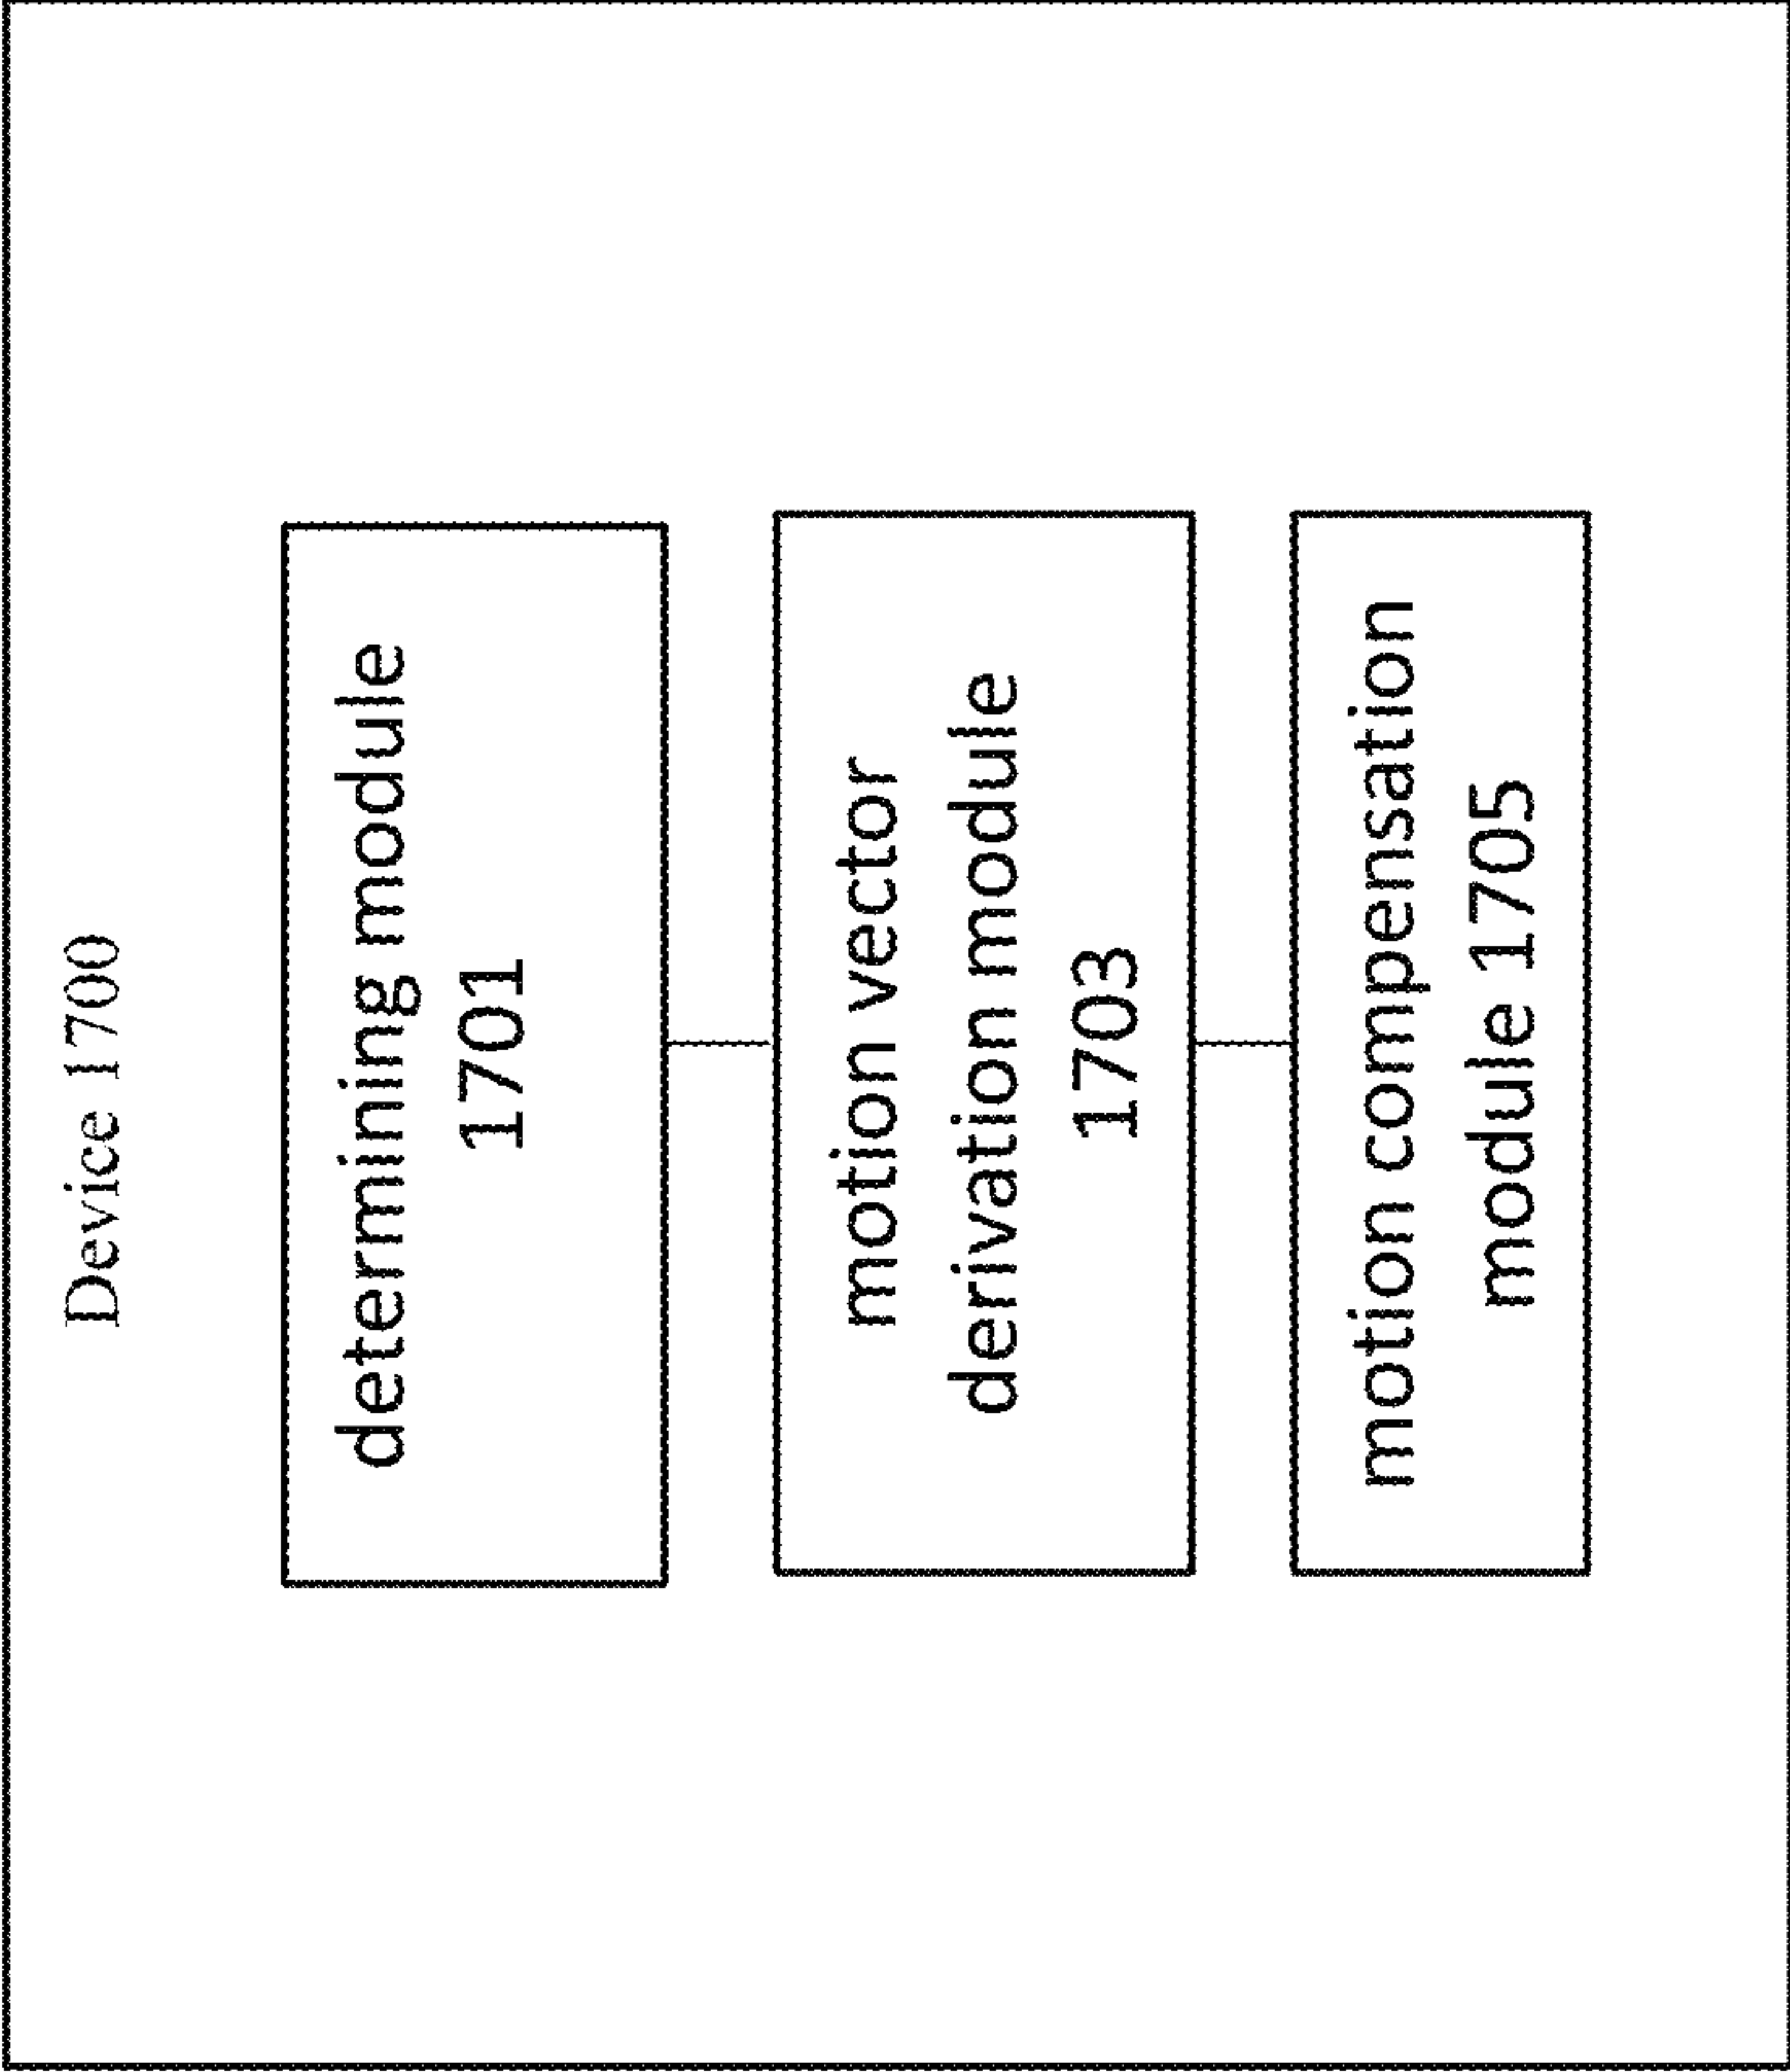 Device 1700
determining module
1701
motion vector
derivation module
1703
motion compensation
module 1705